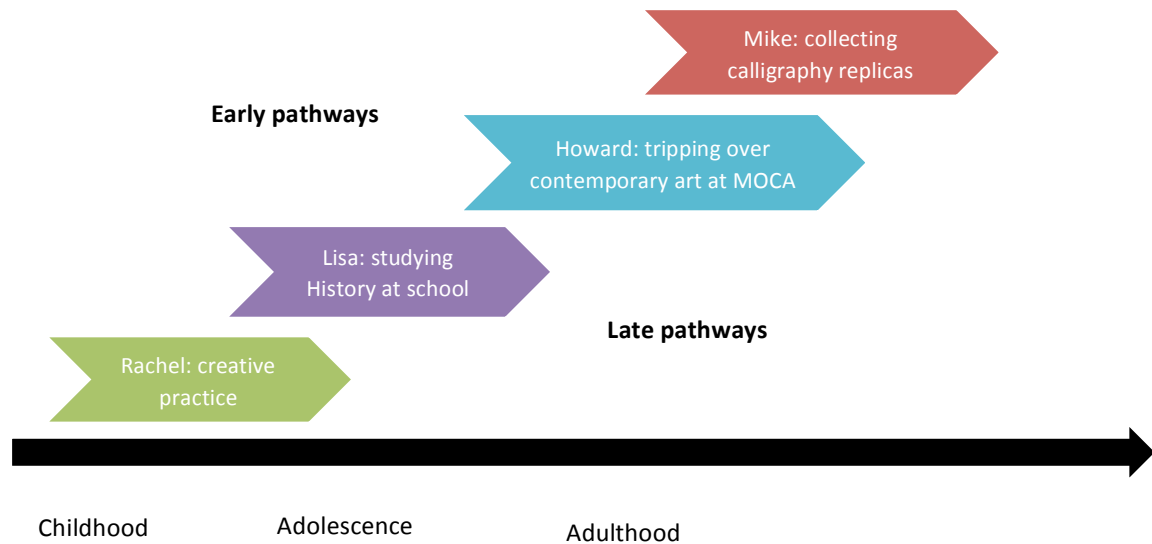 Mike: collecting
calligraphy replicas
Early pathways
Howard: tripping over
contemporary art at MOCA
Lisa: studying
History at school
Late pathways
Rachel: creative
practice
Childhood
Adolescence
Adulthood